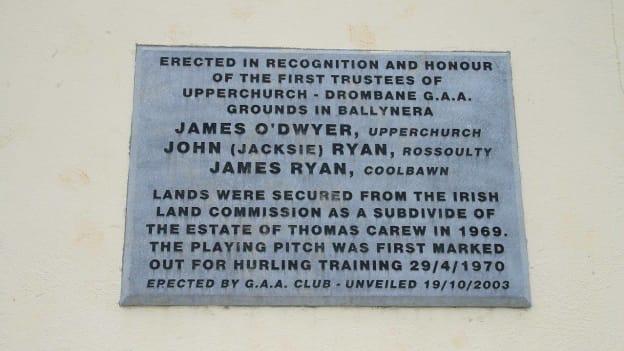 ERECTED IN RECOGNITION AND HONOUR
OF THE FIRST TRUSTEES OF
UPPERCHURCH - DROMBANE G.A.A.
GROUNDS IN BALLYNERA
JAMES O'DWYER, UPPERCHURCH
JOHN (JACKSIE) RYAN, ROSSOULTY
JAMES RYAN, COOLBAWN
LANDS WERE SECURED FROM THE IRISH
LAND COMMISSION AS A SUBDIVIDE OF
THE ESTATE OF THOMAS CAREW IN 1969.
THE PLAYING PITCH WAS FIRST MARKED
OUT FOR HURLING TRAINING 29/4/1970
ERECTED BY G.A.A. CLUB - UNVEILED 19/10/2003